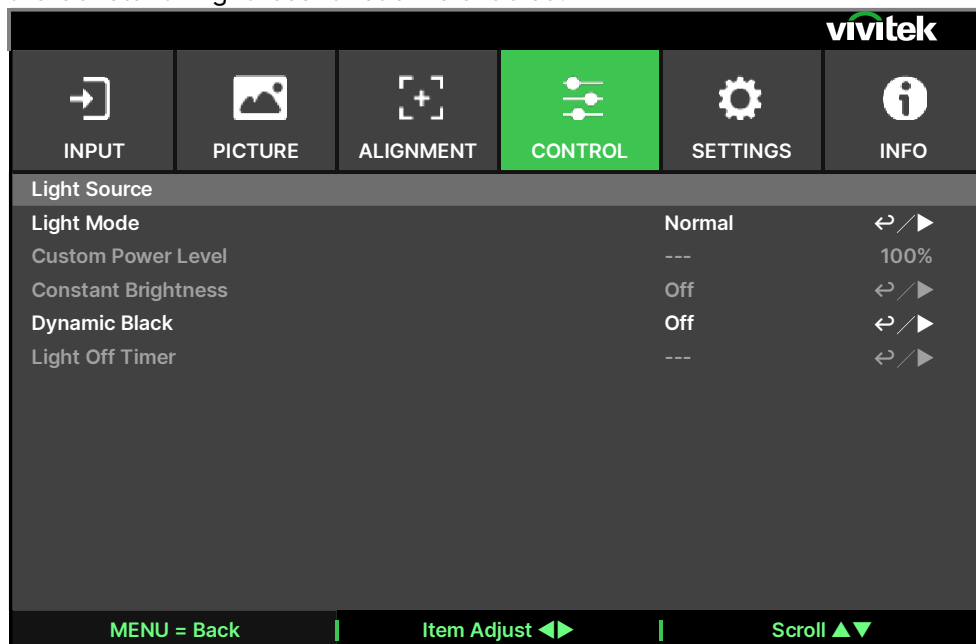 vivitek
INPUT PICTURE ALIGNMENT CONTROL SETTINGS INFO
Light Source
Light Mode Normal
Custom Power Level --- 100%
Constant Brightness Off
Dynamic Black Off
Light Off Timer ---
MENU = Back Item Adjust Scroll